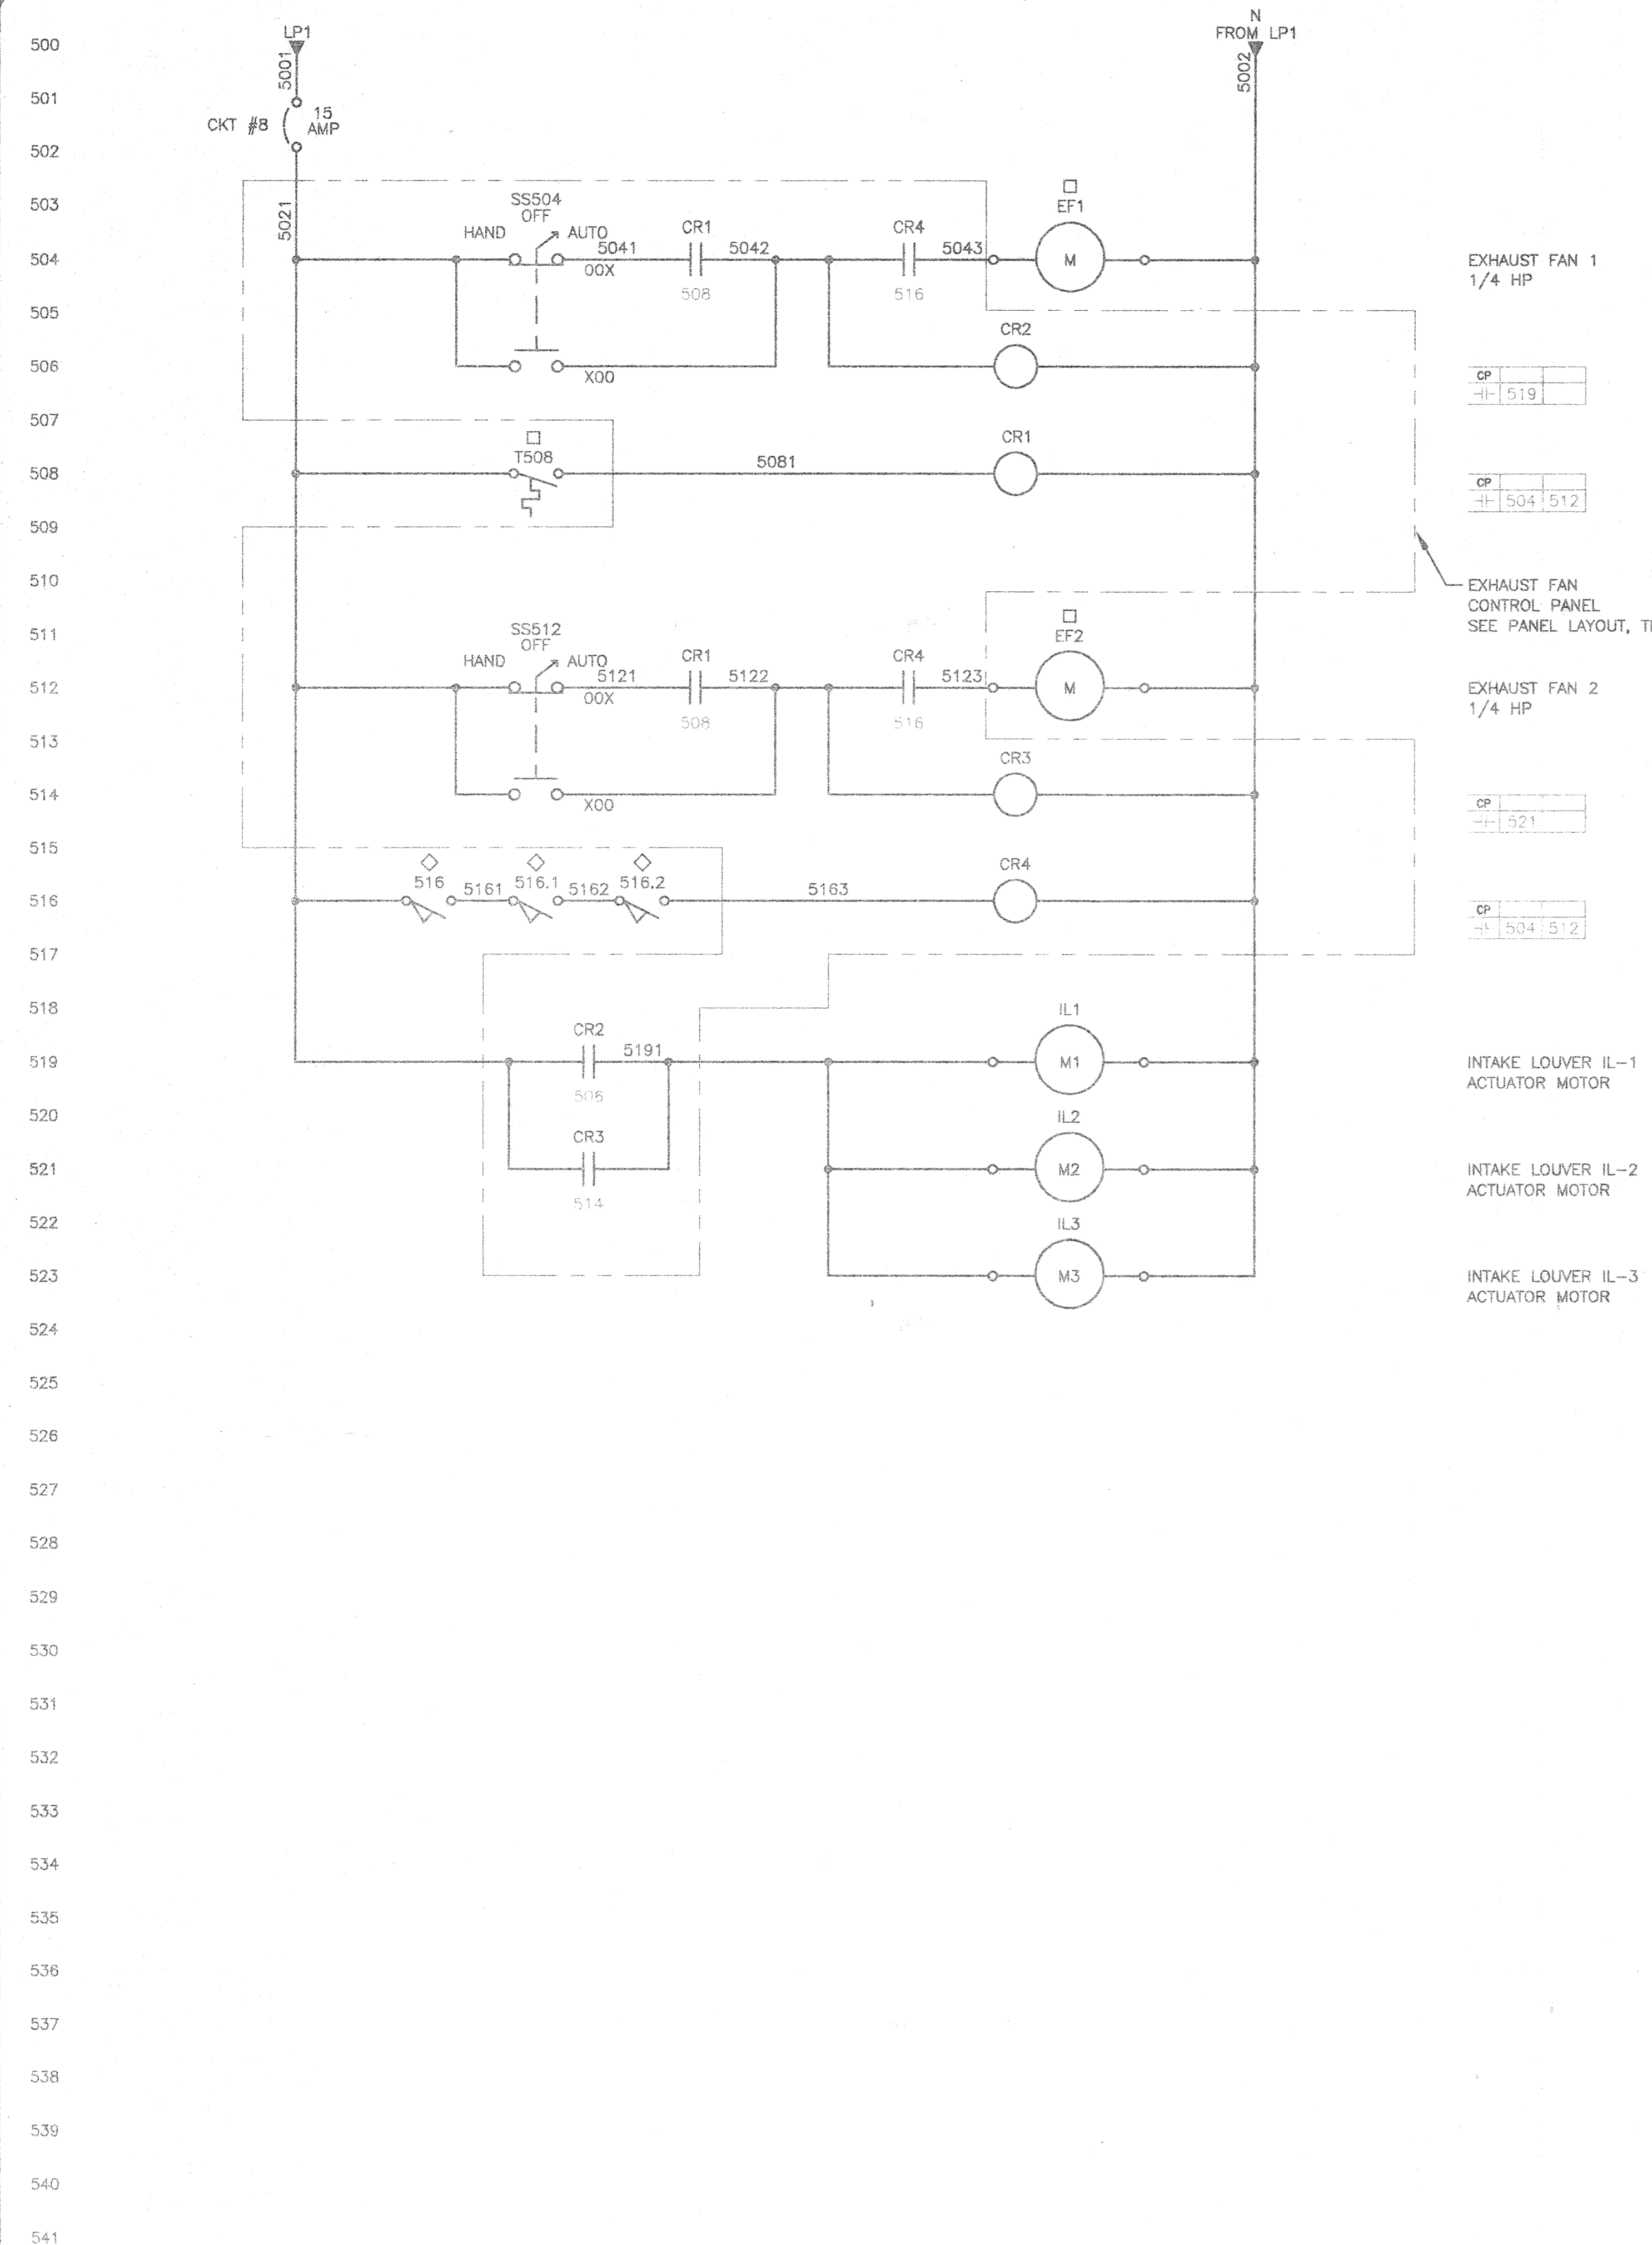 N
LP1 FROM LP1
500
5001 5002
501
CKT #8 15
AMP
502
503 SS504 EF1
5021 OFF
HAND AUTO CR1 CR4
504 5041 5042 5043 M EXHAUST FAN 1
00X 1/4 HP
508 516
505
CR2
506
X00 CP
519
507
T508 CR1
508 5081
CP
504 512
509
510 EXHAUST FAN
CONTROL PANEL
SEE PANEL LAYOUT,
511 SS512 EF2
OFF
HAND AUTO CR1 CR4
512 5121 5122 5123 M EXHAUST FAN 2
00X 1/4 HP
508 516
513
CR3
514
X00 CP
521
515
516 516.1 516.2 CR4
516 5161 5162 5163
CP
504 512
517
518 IL1
CR2
519 5191 M1 INTAKE LOUVER IL-1
ACTUATOR MOTOR
506
520 IL2
CR3
521 M2 INTAKE LOUVER IL-2
ACTUATOR MOTOR
514
522 IL3
523 M3 INTAKE LOUVER IL-3
ACTUATOR MOTOR
524
525
526
527
528
529
530
531
532
533
534
535
536
537
538
539
540
541